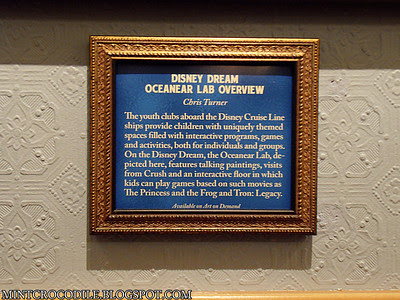 DISNEY DREAM
OCEANEAR LAB OVERVIEW
Chris Turner
The youth clubs aboard the Disney Cruise Line
ships provide children with uniquely themed
spaces filled with interactive programs, games
and activities, both for individuals and groups.
On the Disney Dream, the Oceanear Lab, de-
picted here, features talking paintings, visits
from Crush and an interactive floor in which
kids can play games based on such movies as
The Princess and the Frog and Tron: Legacy.
Available on Art on Demand
MINTCROCODILE.BLOGSPOT.COM